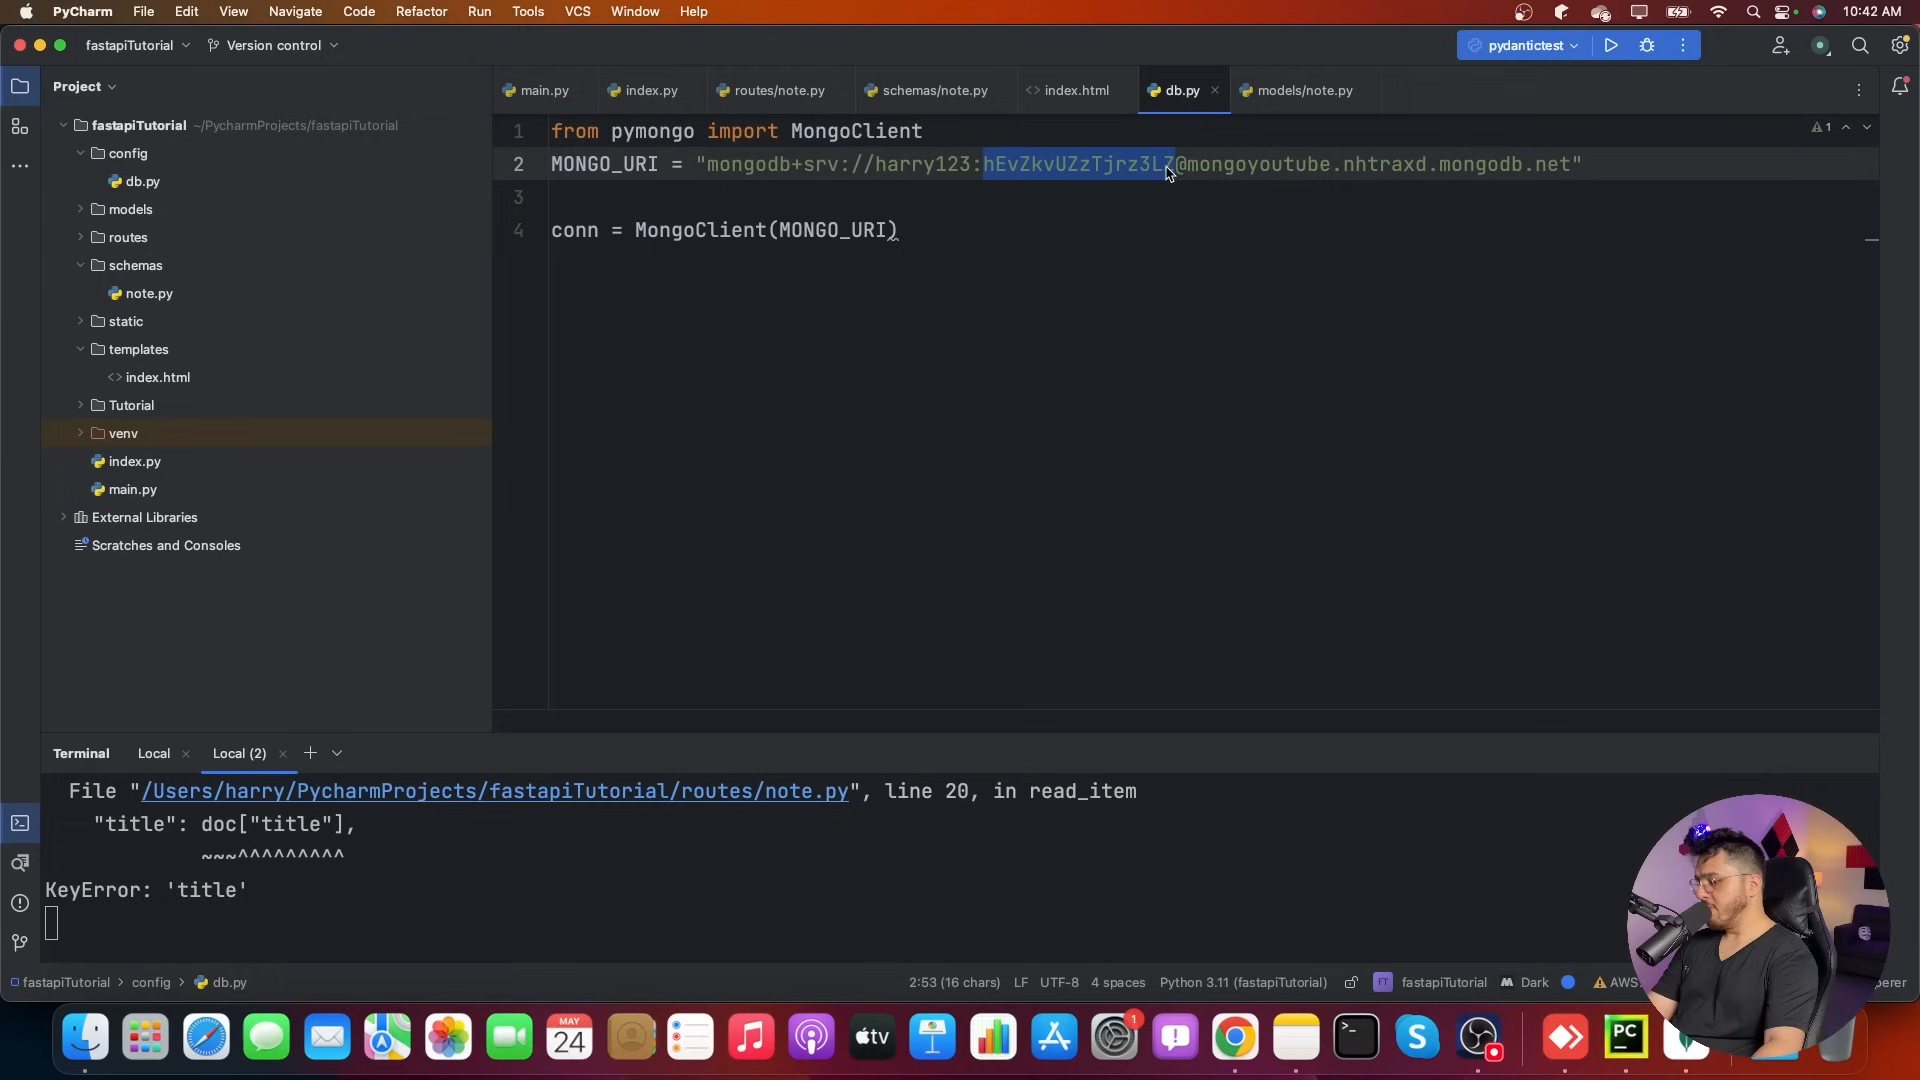 PyCharm File Edit View Navigate Code Refactor Run Tools VCS Window Help 10:42 AM
fastapiTutorial Version control pydantictest
Project
main.py index.py routes/note.py schemas/note.py <> index.html db.py models/note.py
fastapiTutorial ~/PycharmProjects/fastapiTutorial
config
db.py
models
routes
schemas
note.py
static
templates
<> index.html
Tutorial
venv
index.py
main.py
External Libraries
Scratches and Consoles
1 from pymongo import MongoClient
2 MONGO_URI = "mongodb+srv://harry123:hEvZkvUZzTjrz3LZ@mongoyoutube.nhtraxd.mongodb.net"
3
4 conn = MongoClient(MONGO_URI)
1
Terminal Local Local (2)
File "/Users/harry/PycharmProjects/fastapiTutorial/routes/note.py", line 20, in read_item
"title": doc["title"],
~~~^^^^^^^^^
KeyError: 'title'
fastapiTutorial > config > db.py 2:53 (16 chars) LF UTF-8 4 spaces Python 3.11 (fastapiTutorial) FT fastapiTutorial Dark AWS:
MAY
24
tv
1
PC